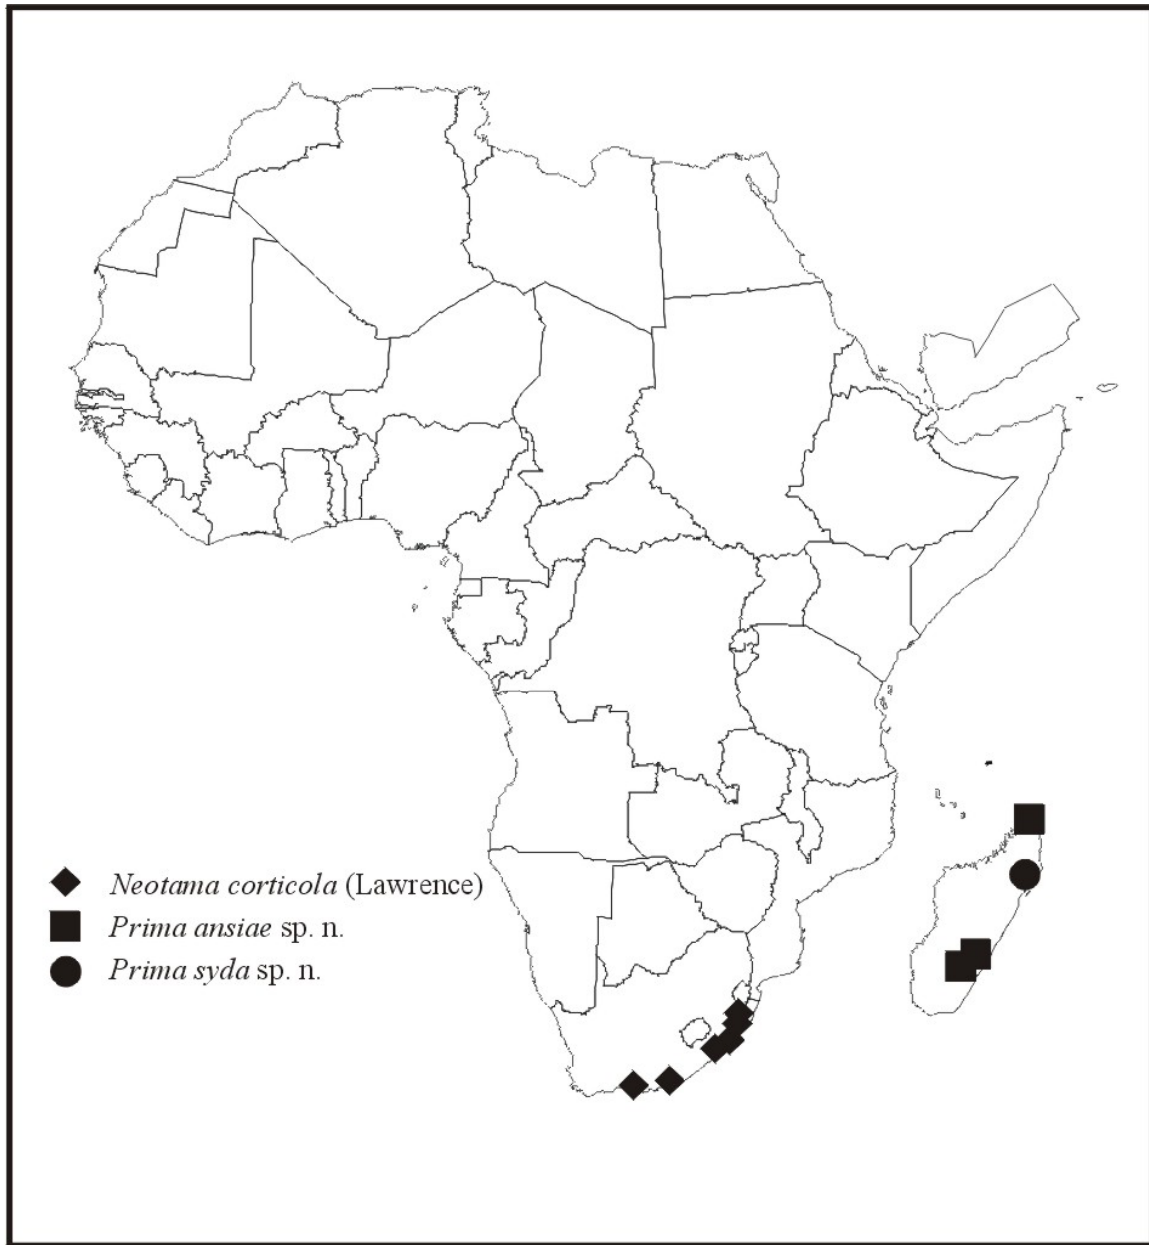 Neotama corticola (Lawrence)
Prima ansiae sp. n.
Prima syda sp. n.